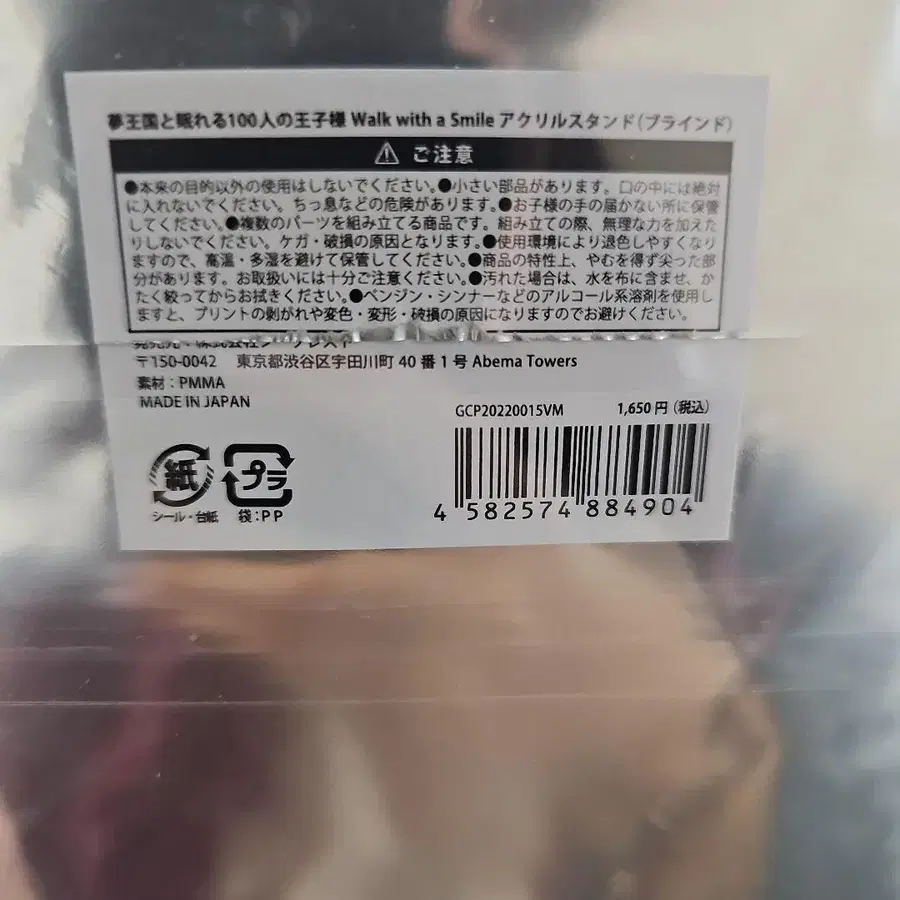 夢王国と眠れる100人の王子様 Walk with a Smile アクリルスタンド(ブラインド)
⚠ ご注意
●本来の目的以外の使用はしないでください。●小さい部品があります。口の中には絶対
に入れないでください。ちっ息などの危険があります。●お子様の手の届かない所に保管
してください。●複数のパーツを組み立てる商品です。組み立ての際、無理な力を加えた
りしないでください。ケガ・破損の原因となります。●使用環境により退色しやすくなり
ますので、高温・多湿を避けて保管してください。●商品の特性上、やむを得ず尖った部
分があります。お取扱いには十分ご注意ください。●汚れた場合は、水を布に含ませ、か
たく絞ってからお拭きください。●ベンジン・シンナーなどのアルコール系溶剤を使用し
ますと、プリントの剥がれや変色・変形・破損の原因になりますのでお避けください。
〒150-0042 東京都渋谷区宇田川町 40 番 1 号 Abema Towers
素材：PMMA
MADE IN JAPAN
GCP20220015VM 1,650 円 (税込)
紙 プラ
シール・台紙 袋：PP
4 582574 884904